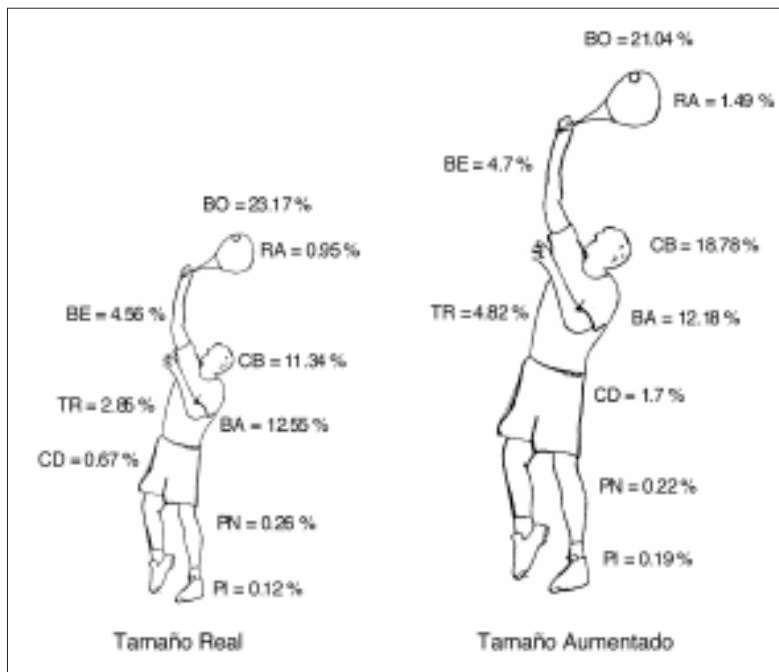 BO = 23.17 %
RA = 0.95 %
BE = 4.56 %
CB = 11.34 %
TR = 2.85 %
BA = 12.55 %
CD = 0.67 %
PN = 0.26 %
PI = 0.12 %
Tamaño Real
BO = 21.04 %
RA = 1.49 %
BE = 4.7 %
CB = 18.78 %
TR = 4.82 %
BA = 12.18 %
CD = 1.7 %
PN = 0.22 %
PI = 0.19 %
Tamaño Aumentado